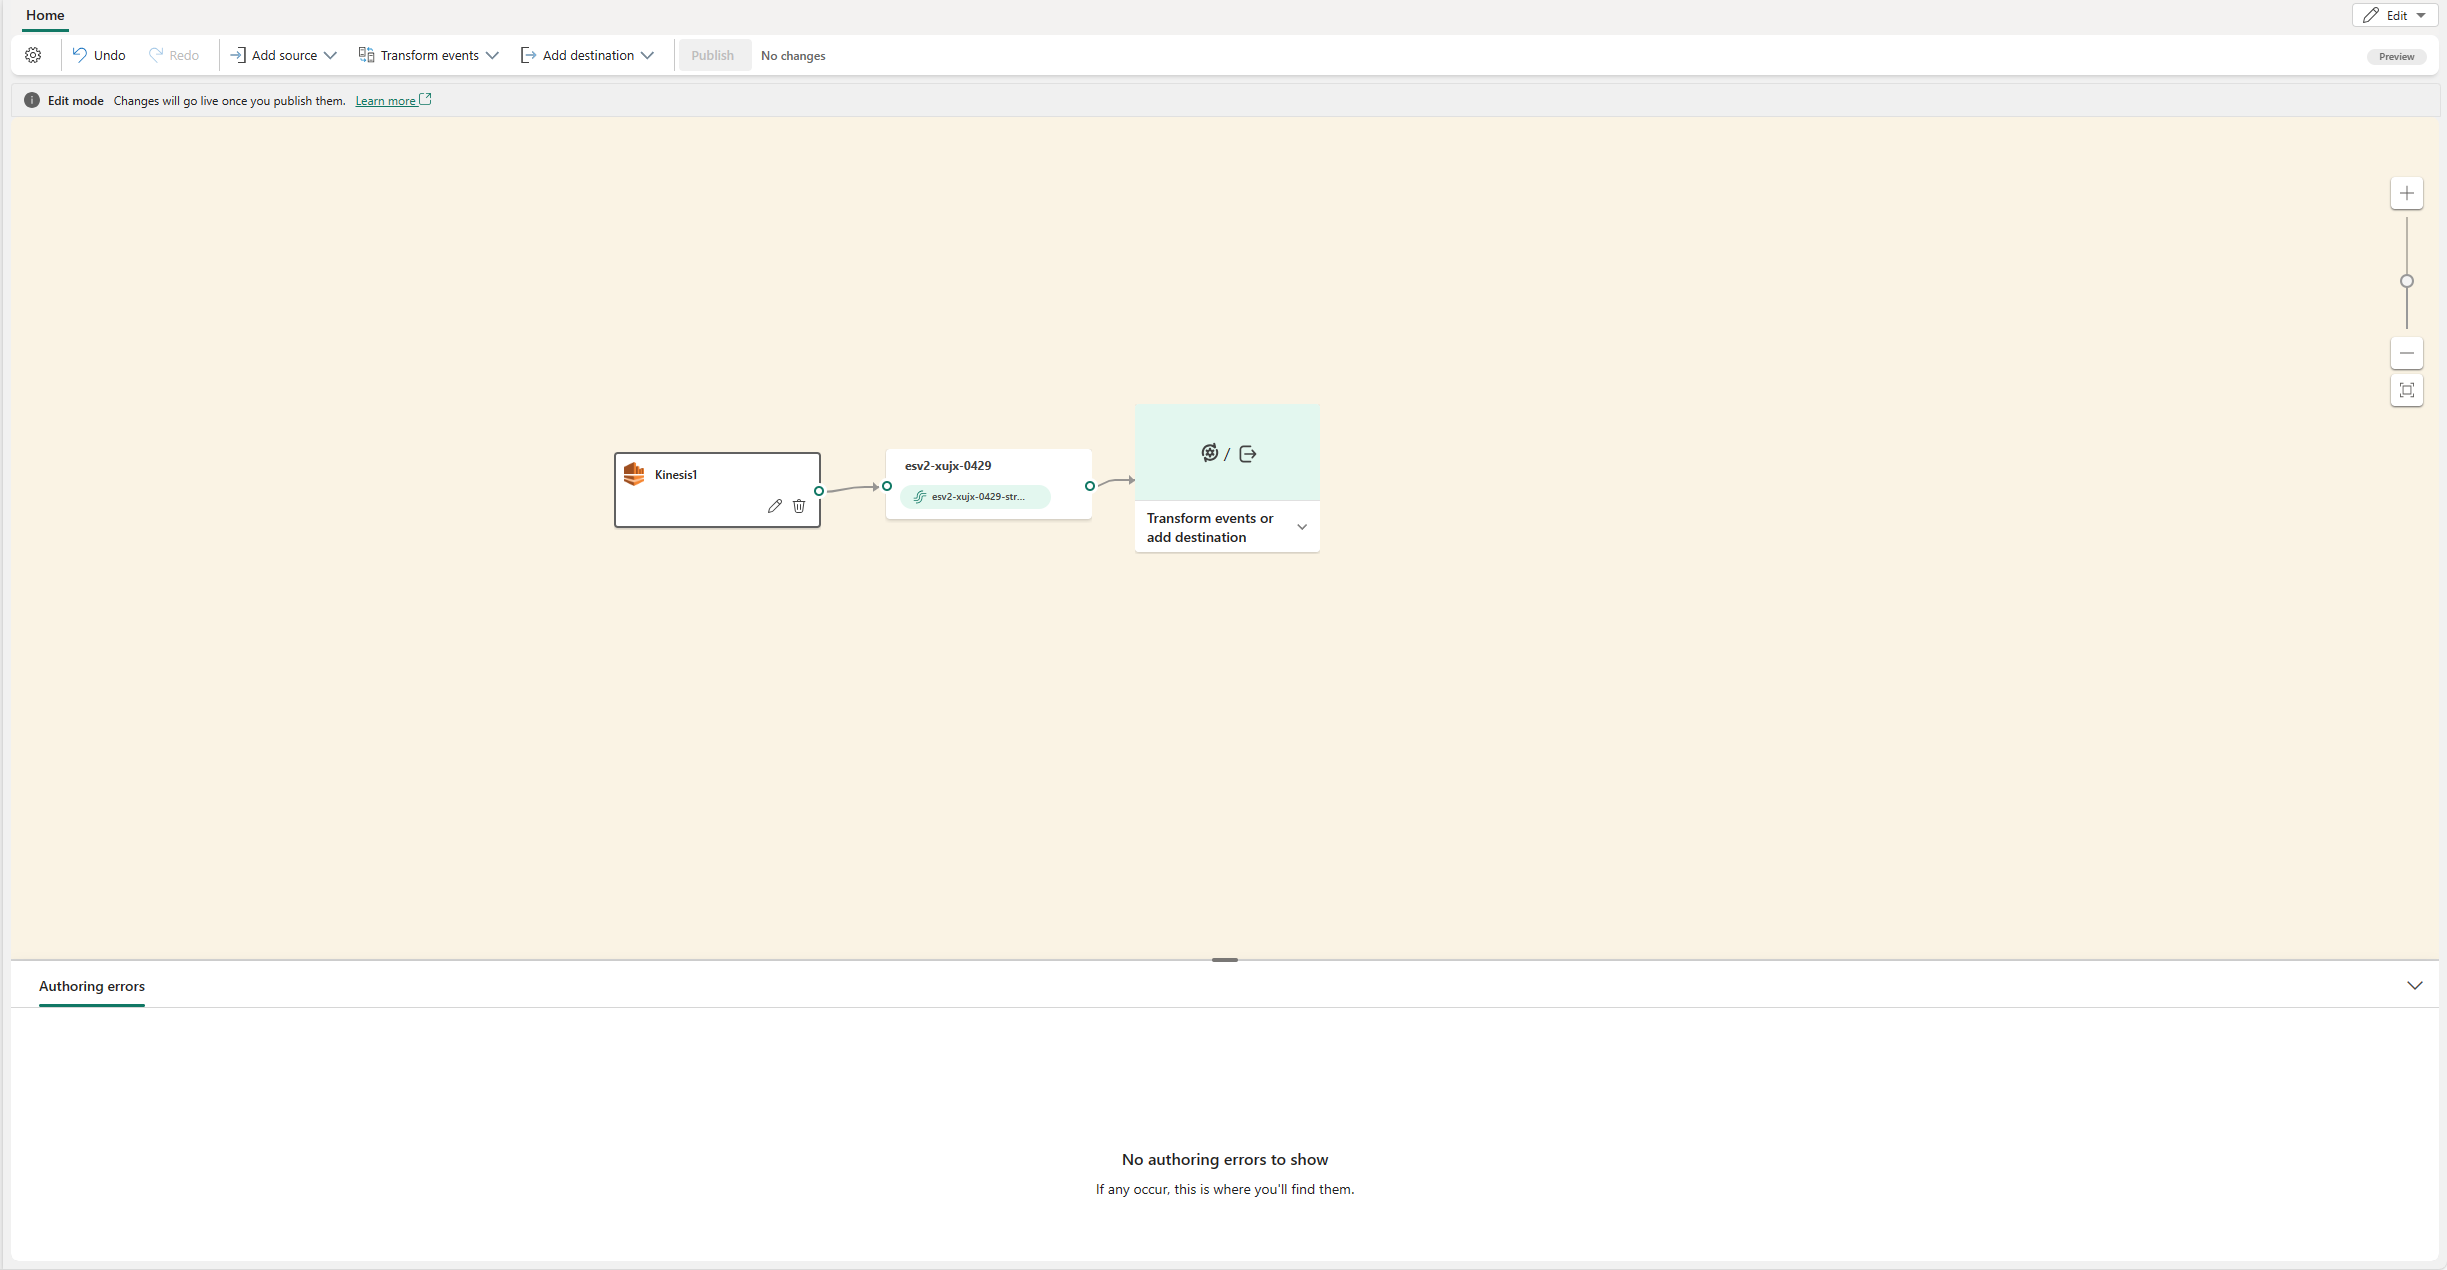 Home
Edit
Undo Redo Add source Transform events Add destination Publish No changes
Preview
Edit mode Changes will go live once you publish them. Learn more
Kinesis1
esv2-xujx-0429
esv2-xujx-0429-str...
/
Transform events or
add destination
Authoring errors
No authoring errors to show
If any occur, this is where you'll find them.